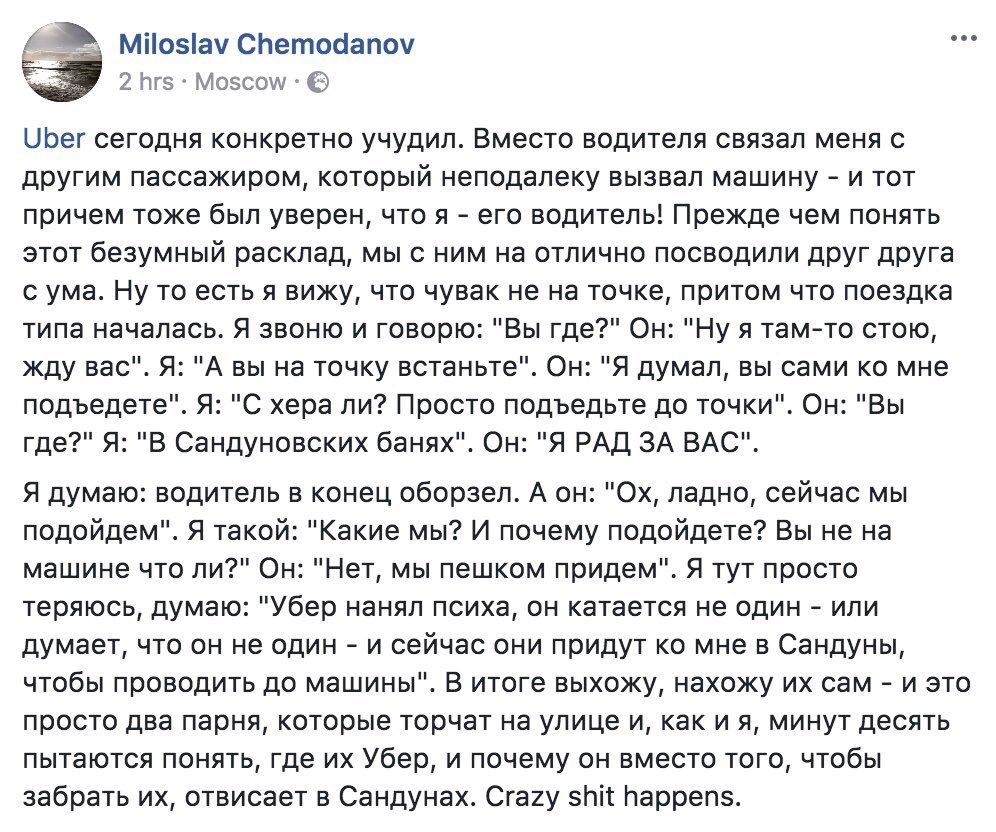 Miloslav Chemodanov
2 hrs · Moscow ·
Uber сегодня конкретно учудил. Вместо водителя связал меня с
другим пассажиром, который неподалеку вызвал машину - и тот
причем тоже был уверен, что я - его водитель! Прежде чем понять
этот безумный расклад, мы с ним на отлично посводили друг друга
с ума. Ну то есть я вижу, что чувак не на точке, притом что поездка
типа началась. Я звоню и говорю: "Вы где?" Он: "Ну я там-то стою,
жду вас". Я: "А вы на точку встаньте". Он: "Я думал, вы сами ко мне
подъедете". Я: "С хера ли? Просто подъедьте до точки". Он: "Вы
где?" Я: "В Сандуновских банях". Он: "Я РАД ЗА ВАС".
Я думаю: водитель в конец оборзел. А он: "Ох, ладно, сейчас мы
подойдем". Я такой: "Какие мы? И почему подойдете? Вы не на
машине что ли?" Он: "Нет, мы пешком придем". Я тут просто
теряюсь, думаю: "Убер нанял психа, он катается не один - или
думает, что он не один - и сейчас они придут ко мне в Сандуны,
чтобы проводить до машины". В итоге выхожу, нахожу их сам - и это
просто два парня, которые торчат на улице и, как и я, минут десять
пытаются понять, где их Убер, и почему он вместо того, чтобы
забрать их, отвисает в Сандунах. Crazy shit happens.